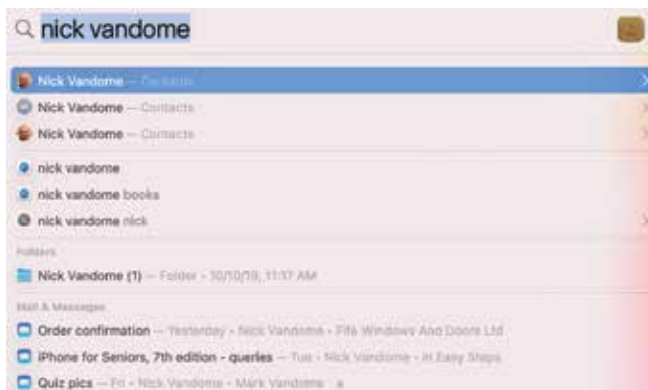 nick vandome
Nick Vandome — Contacts
Nick Vandome — Contacts
Nick Vandome — Contacts
nick vandome
nick vandome books
nick vandome nick
Folders
Nick Vandome (1) — Folder - 10/10/19, 11:17 AM
Mail & Messages
Order confirmation — Yesterday - Nick Vandome - Fife Windows And Doors Ltd
iPhone for Seniors, 7th edition - queries — Tue - Nick Vandome - In Easy Steps
Quiz pics — Fri - Nick Vandome - Mark Vandome